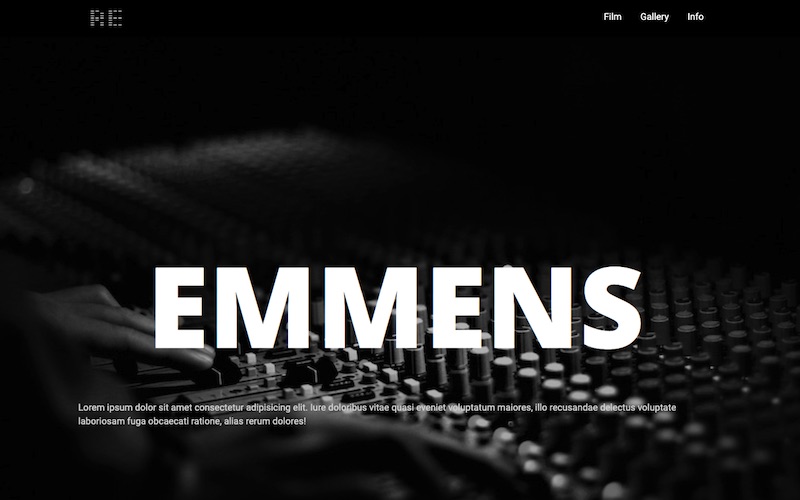 RE
Film Gallery Info
EMMENS
Lorem ipsum dolor sit amet consectetur adipisicing elit. Iure doloribus vitae quasi eveniet voluptatum maiores, illo recusandae delectus voluptate
laboriosam fuga obcaecati ratione, alias rerum dolores!